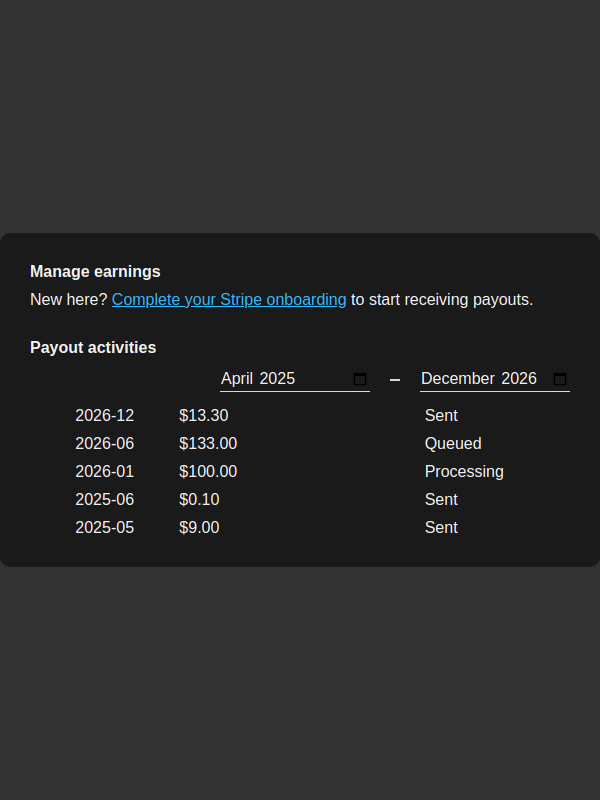 Manage earnings
New here? Complete your Stripe onboarding to start receiving payouts.
Payout activities
April 2025 – December 2026
2026-12 $13.30 Sent
2026-06 $133.00 Queued
2026-01 $100.00 Processing
2025-06 $0.10 Sent
2025-05 $9.00 Sent